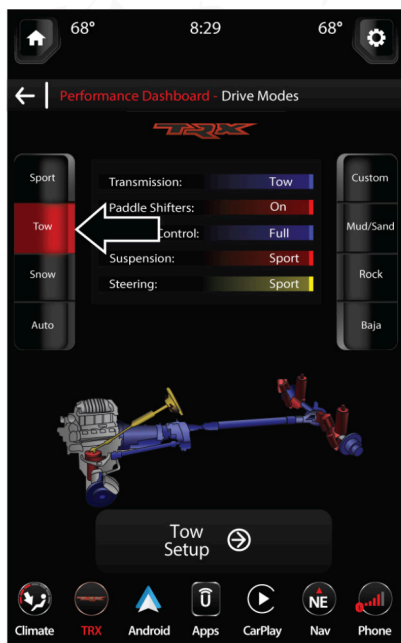 68° 8:29 68°
Performance Dashboard - Drive Modes
TRX
Sport
Tow
Snow
Auto
Transmission: Tow
Paddle Shifters: On
Control: Full
Suspension: Sport
Steering: Sport
Custom
Mud/Sand
Rock
Baja
Tow
Setup
NE
Climate TRX Android Apps CarPlay Nav Phone